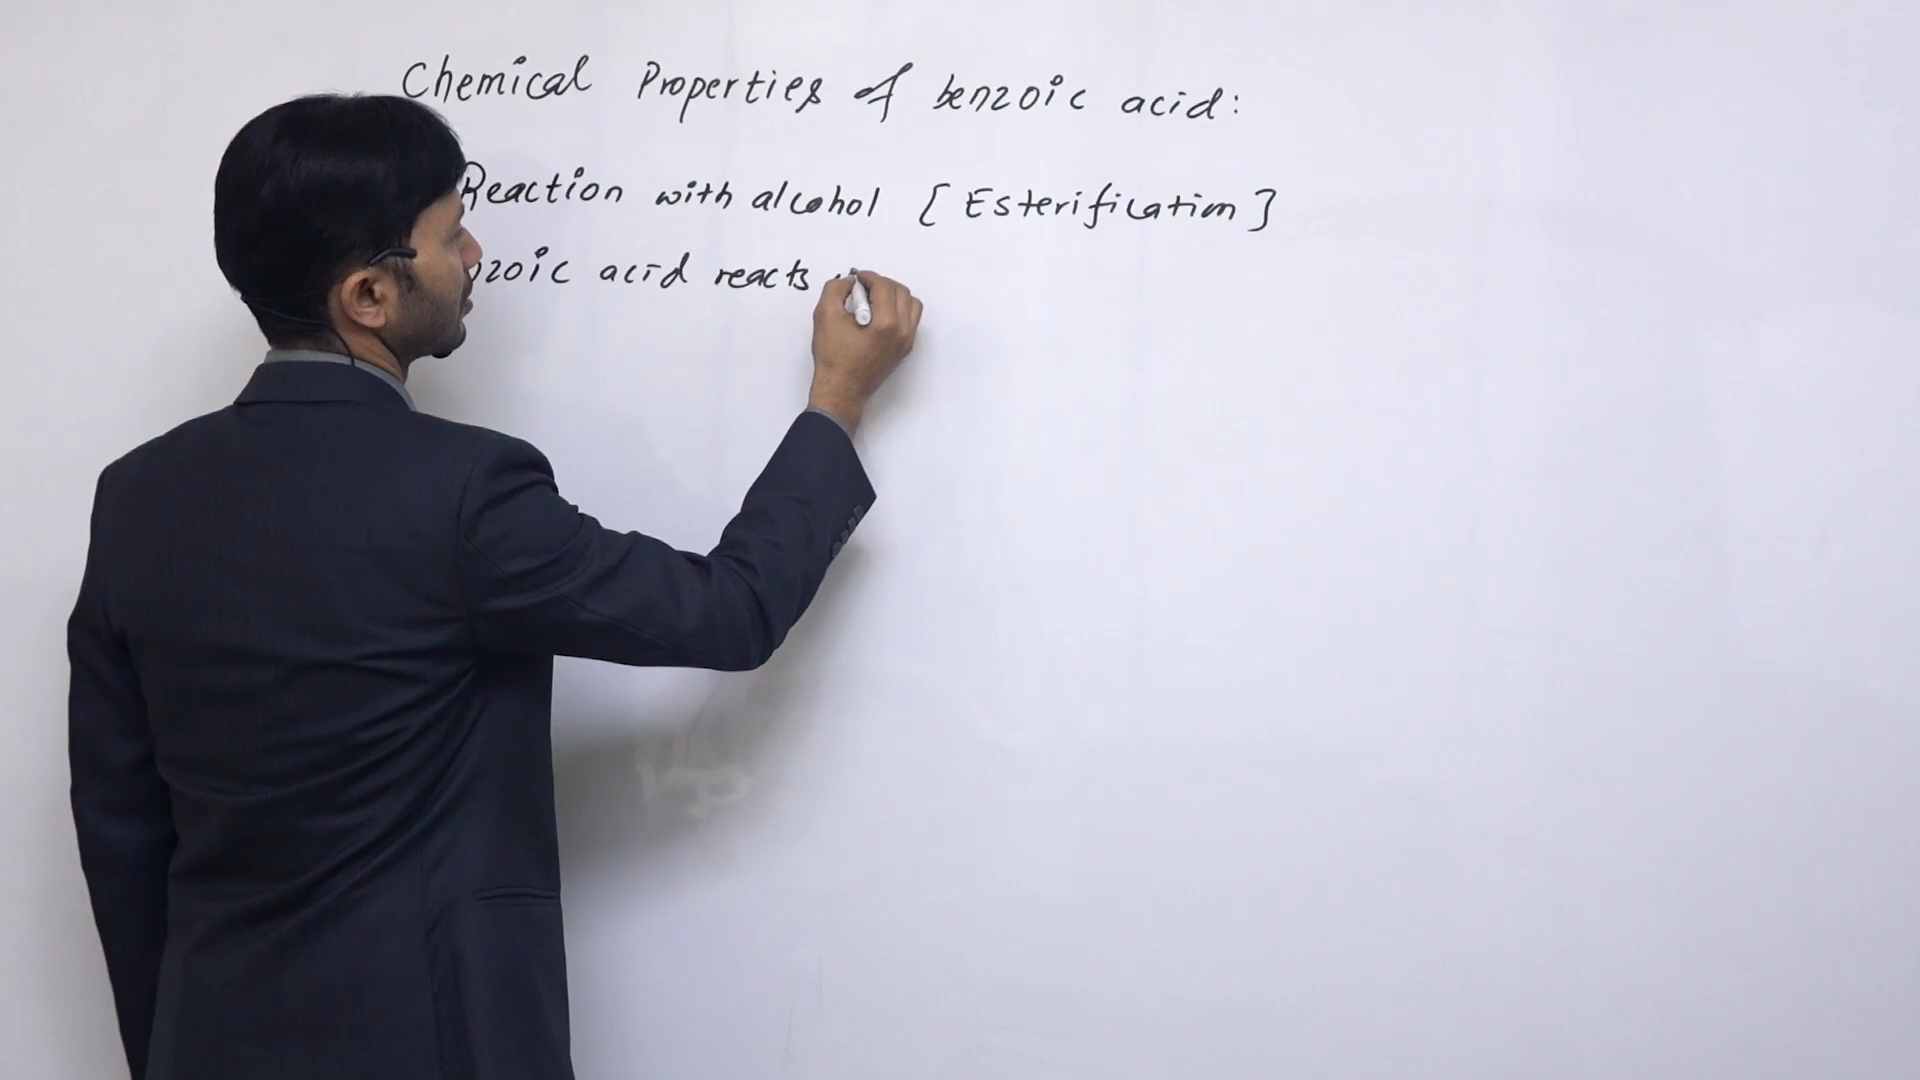 Chemical Properties of benzoic acid:
Reaction with alcohol [Esterification]
zoic acid reacts